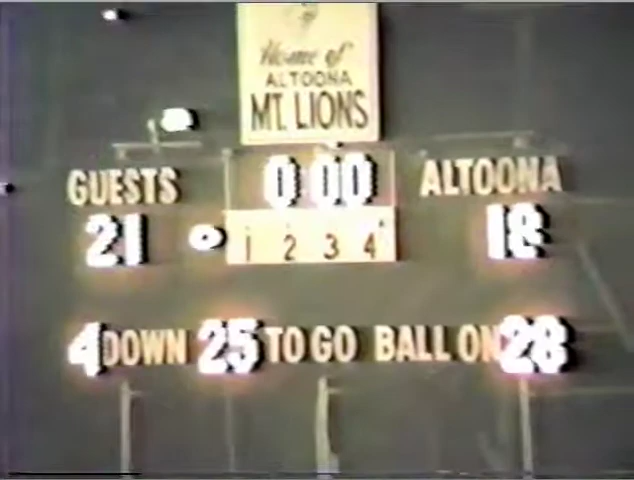 Home of
ALTOONA
MT. LIONS
GUESTS 0:00 ALTOONA
21 1 2 3 4 18
4 DOWN 25 TO GO BALL ON 28